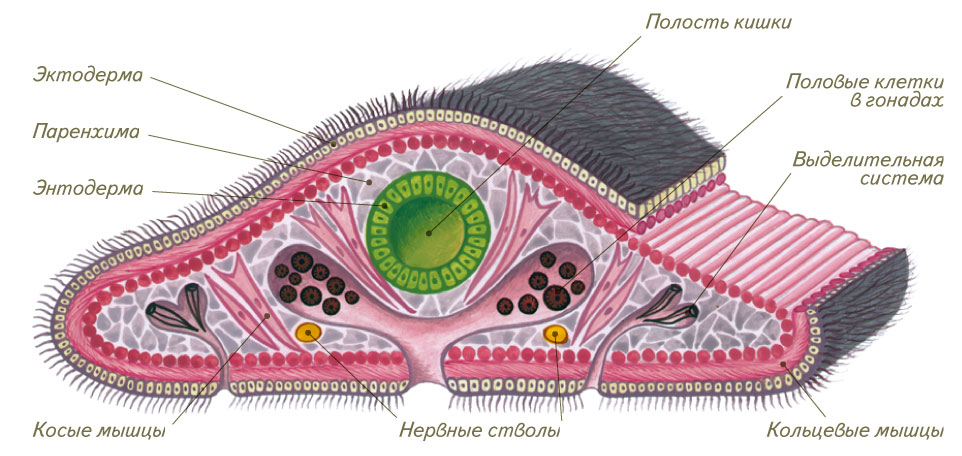 Полость кишки
Эктодерма
Половые клетки
в гонадах
Паренхима
Выделительная
система
Энтодерма
Косые мышцы
Нервные стволы
Кольцевые мышцы